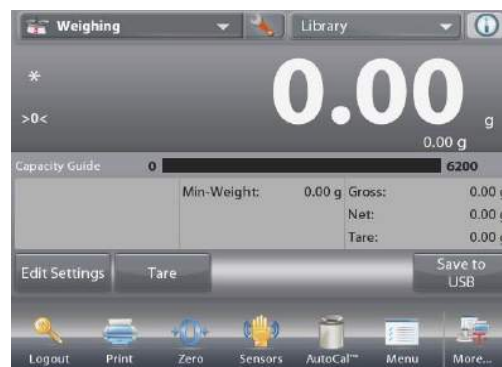 Weighing Library
*
0.00 g
>0<
0.00 g
Capacity Guide 0 6200
Min-Weight: 0.00 g Gross: 0.00 g
Net: 0.00 g
Tare: 0.00 g
Edit Settings Tare Save to
USB
Logout Print Zero Sensors AutoCal™ Menu More...